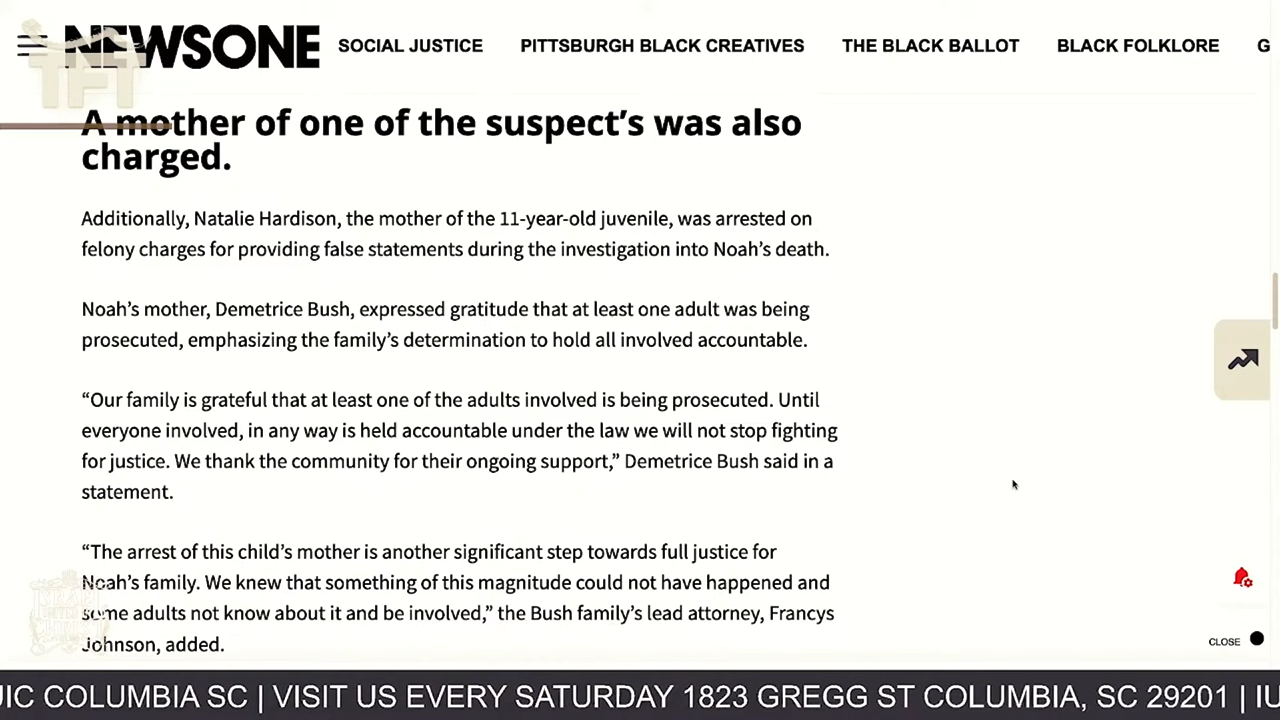 NEWSONE SOCIAL JUSTICE PITTSBURGH BLACK CREATIVES THE BLACK BALLOT BLACK FOLKLORE G
TFT
A mother of one of the suspect's was also
charged.
Additionally, Natalie Hardison, the mother of the 11-year-old juvenile, was arrested on
felony charges for providing false statements during the investigation into Noah's death.
Noah's mother, Demetrice Bush, expressed gratitude that at least one adult was being
prosecuted, emphasizing the family's determination to hold all involved accountable.
“Our family is grateful that at least one of the adults involved is being prosecuted. Until
everyone involved, in any way is held accountable under the law we will not stop fighting
for justice. We thank the community for their ongoing support,” Demetrice Bush said in a
statement.
“The arrest of this child's mother is another significant step towards full justice for
Noah's family. We knew that something of this magnitude could not have happened and
some adults not know about it and be involved,” the Bush family's lead attorney, Francys
Johnson, added.
CLOSE
UIC COLUMBIA SC | VISIT US EVERY SATURDAY 1823 GREGG ST COLUMBIA, SC 29201 | IU